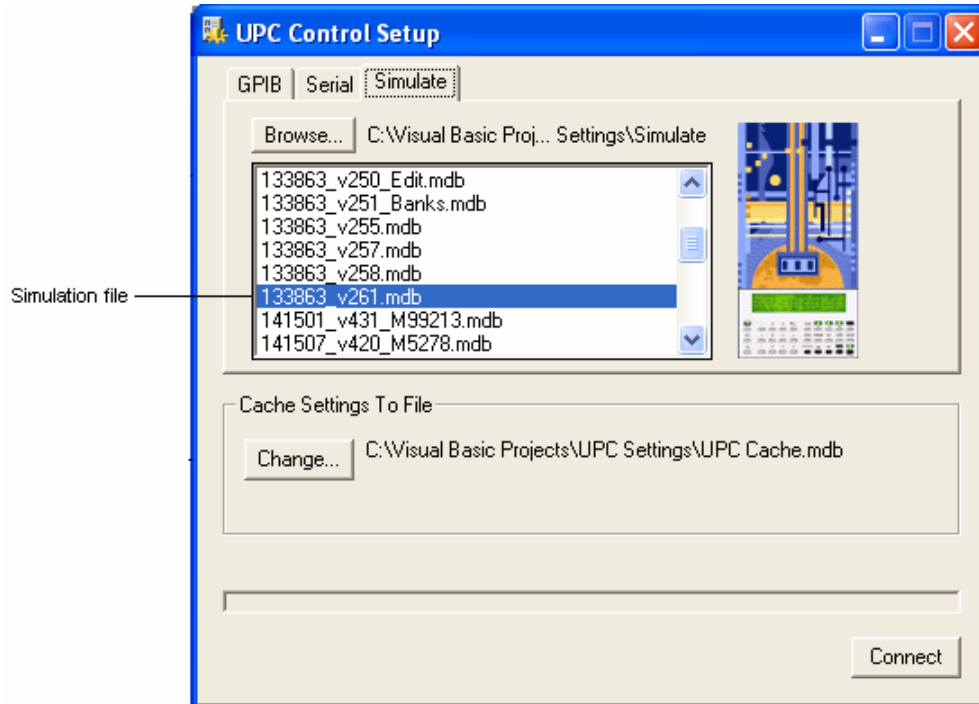 UPC Control Setup
GPIB Serial Simulate
Browse... C:\Visual Basic Proj... Settings\Simulate
133863_v250_Edit.mdb
133863_v251_Banks.mdb
133863_v255.mdb
133863_v257.mdb
133863_v258.mdb
Simulation file
133863_v261.mdb
141501_v431_M99213.mdb
141507_v420_M5278.mdb
Cache Settings To File
Change... C:\Visual Basic Projects\UPC Settings\UPC Cache.mdb
Connect